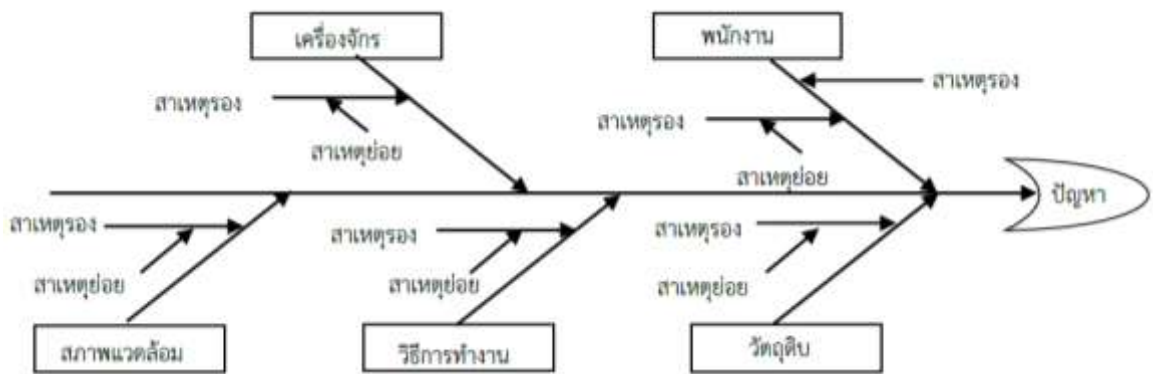 เครื่องจักร
พนักงาน
สาเหตุรอง
สาเหตุรอง
สาเหตุรอง
สาเหตุย่อย
สาเหตุย่อย
ปัญหา
สาเหตุรอง
สาเหตุรอง
สาเหตุรอง
สาเหตุย่อย
สาเหตุย่อย
สาเหตุย่อย
สภาพแวดล้อม
วิธีการทำงาน
วัตถุดิบ